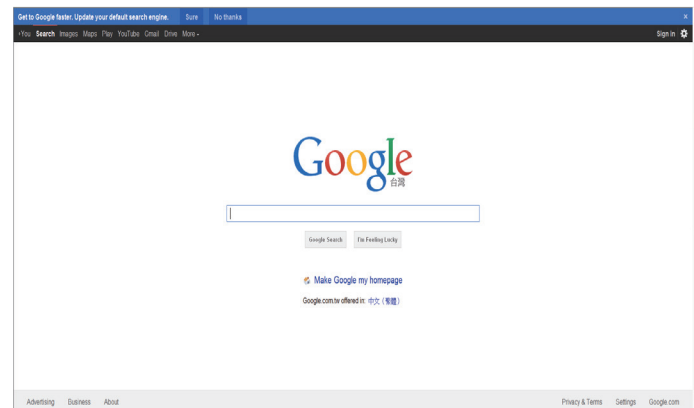 Get to Google faster. Update your default search engine. Sure No thanks x
+You Search Images Maps Play YouTube Gmail Drive More Sign in
Google
台灣
Google Search I'm Feeling Lucky
Make Google my homepage
Google.com.tw offered in: 中文（繁體）
Advertising Business About Privacy & Terms Settings Google.com